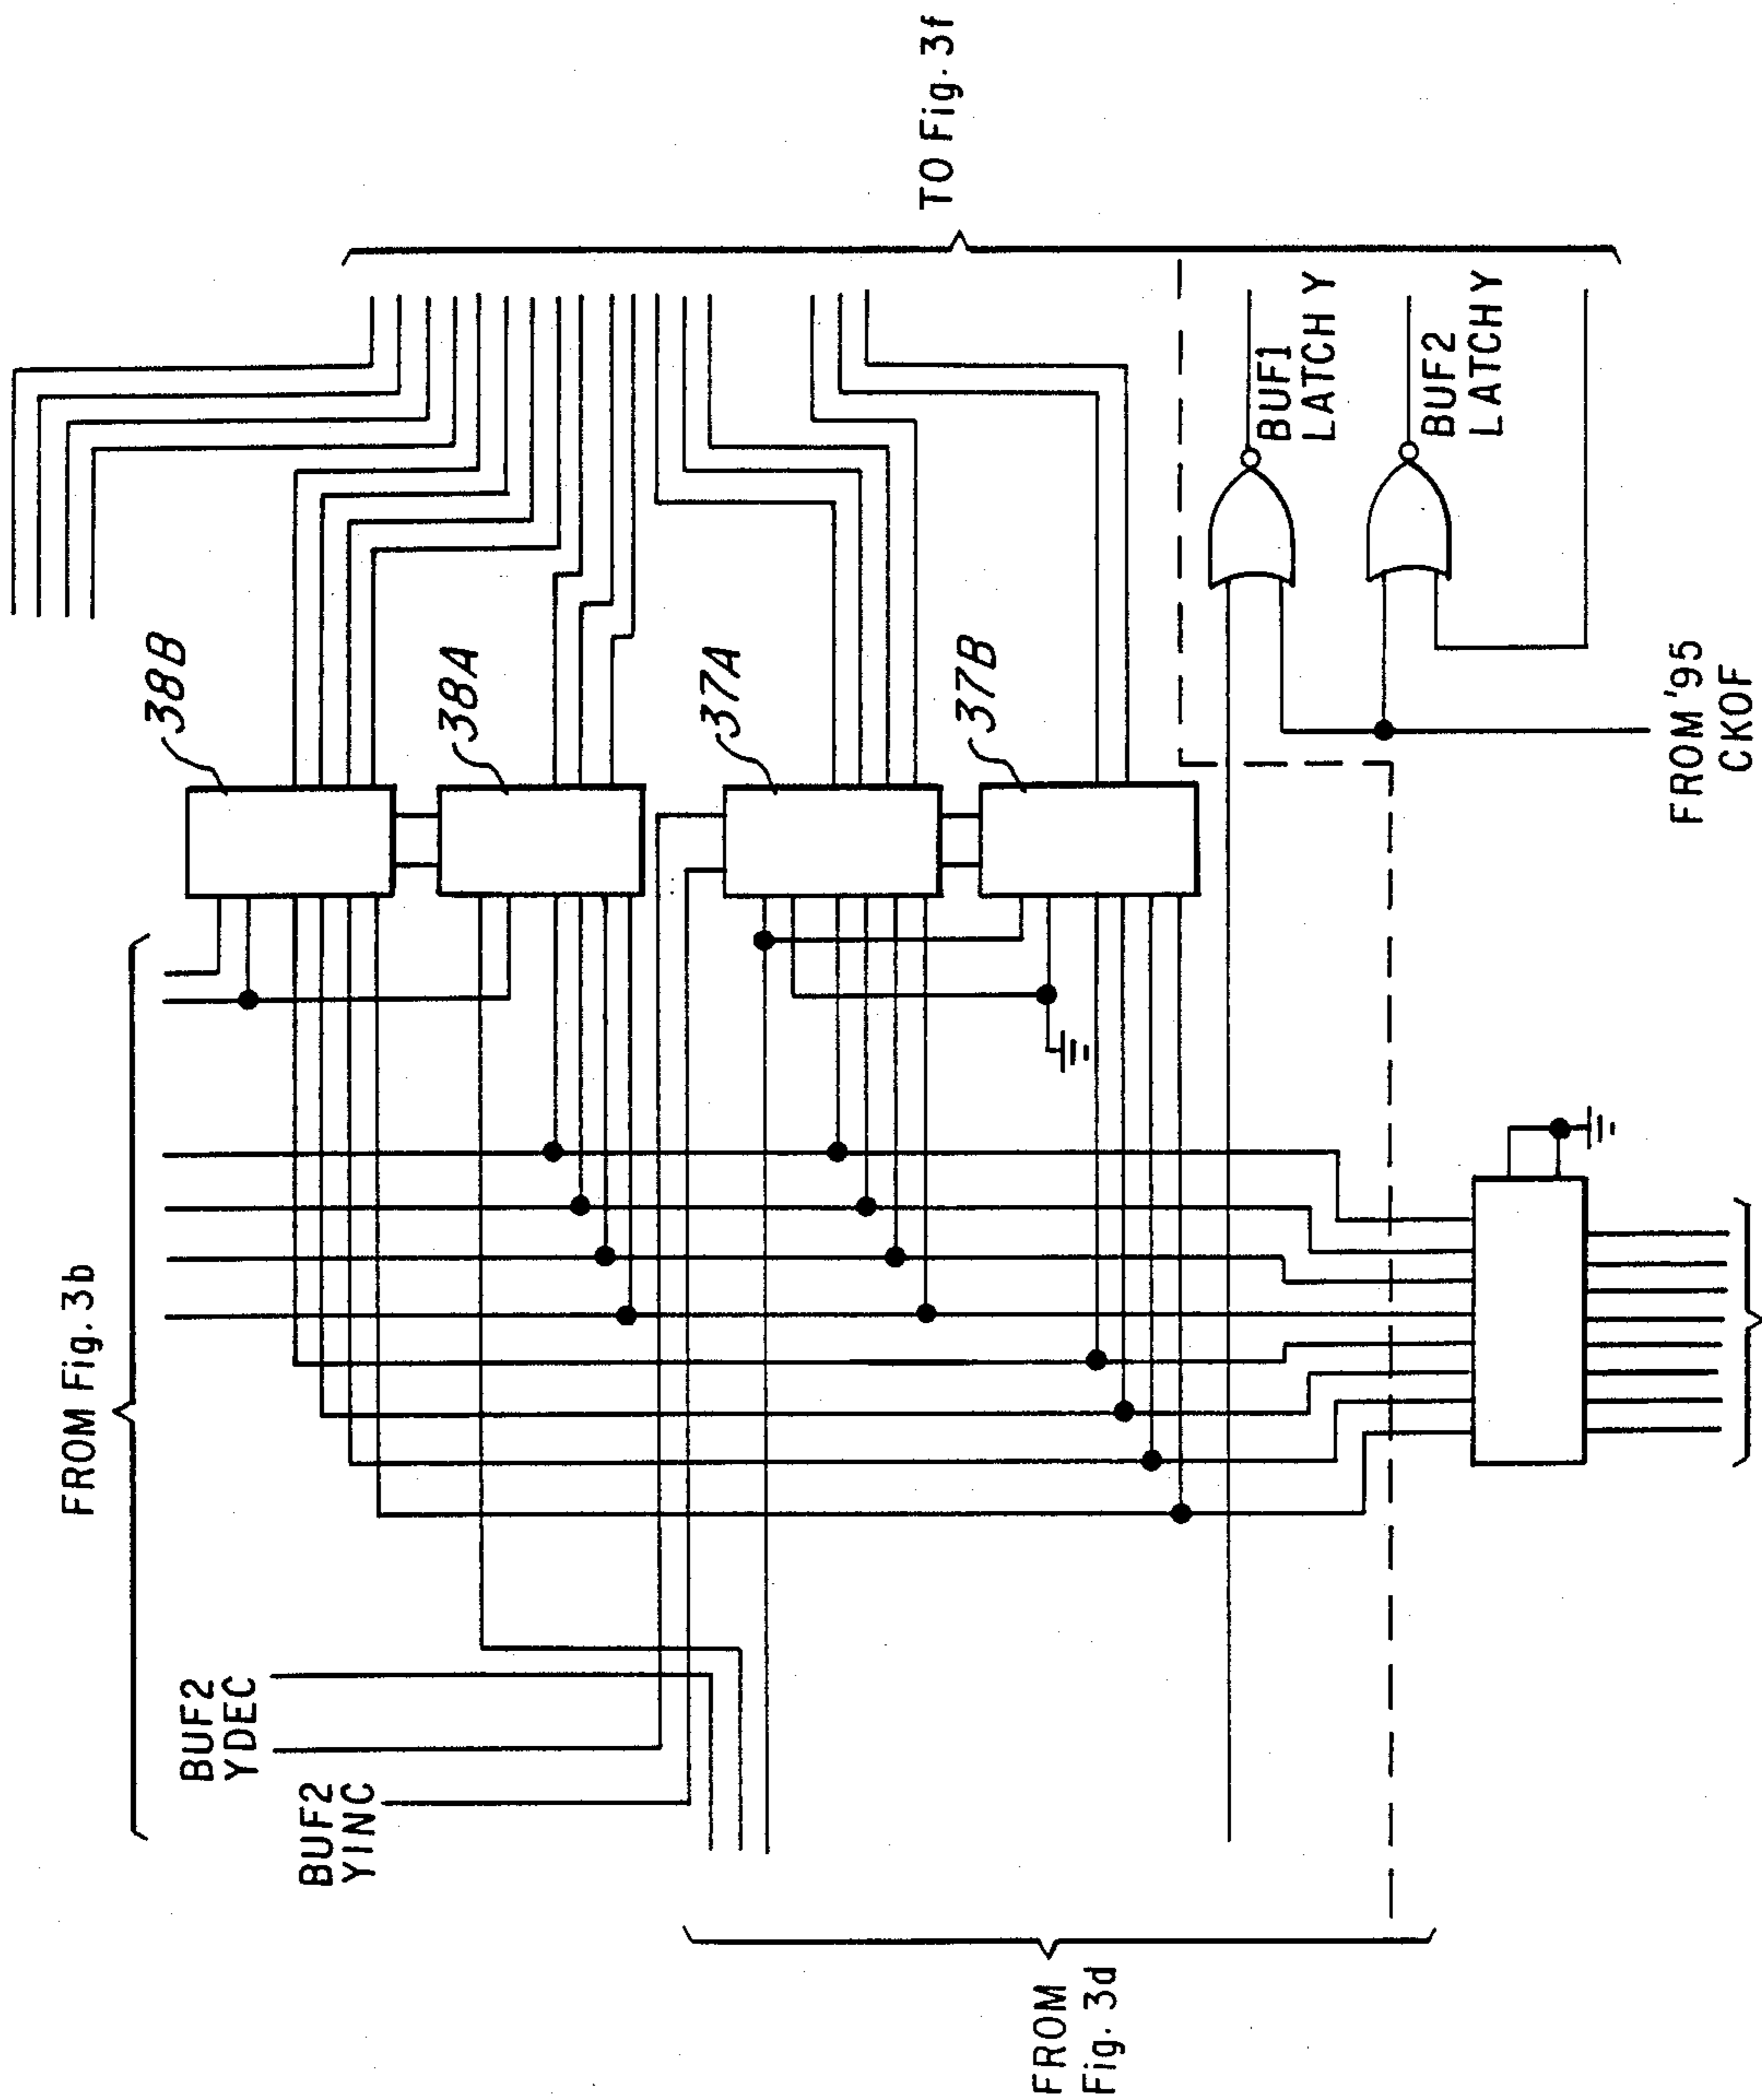 FROM Fig. 3b
38B
38A
37A
37B
TO Fig. 3f
BUF2
YDEC
BUF2
YINC
BUF1
LATCH Y
BUF2
LATCH Y
FROM
Fig. 3d
FROM '95
CKOF